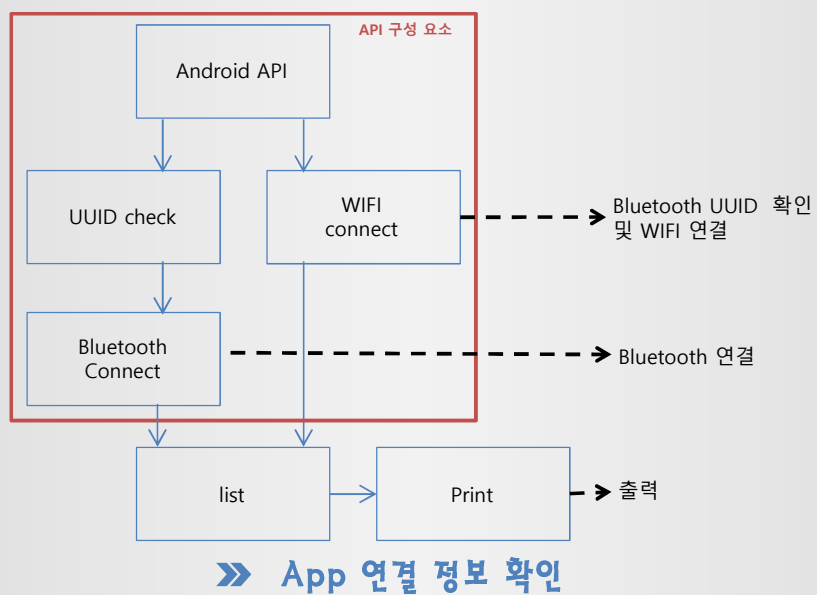 API 구성 요소
Android API
UUID check
WIFI
connect
Bluetooth UUID 확인
및 WIFI 연결
Bluetooth
Connect
Bluetooth 연결
list
Print
출력
App 연결 정보 확인